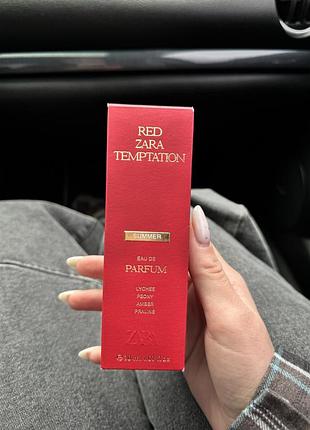 RED
ZARA
TEMPTATION
SUMMER
EAU DE
PARFUM
LYCHEE
PEONY
AMBER
PRALINE
ZARA